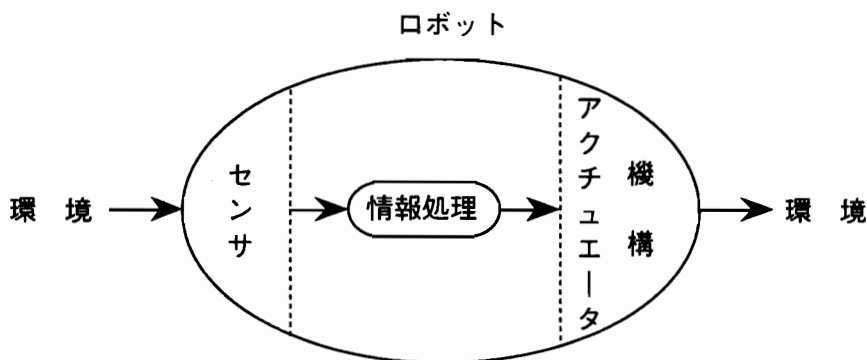 ロボット
環 境
センサ
情報処理
アクチュエータ
機構
環 境